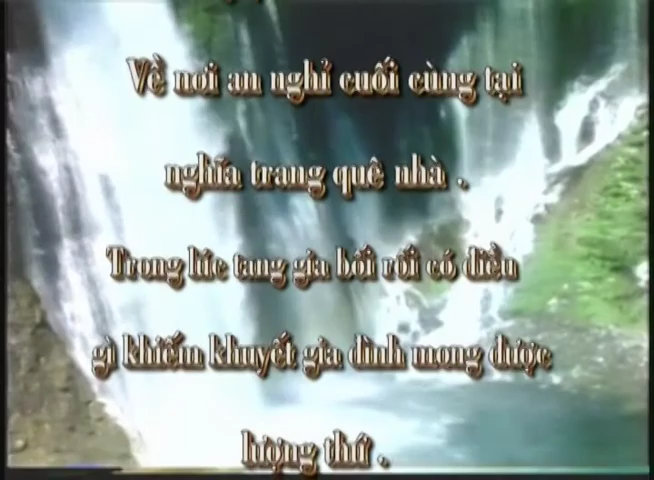 Về nơi an nghỉ cuối cùng tại
nghĩa trang quê nhà .
Trong lúc tang gia bối rối có điều
gì khiếm khuyết gia đình mong được
lượng thứ .